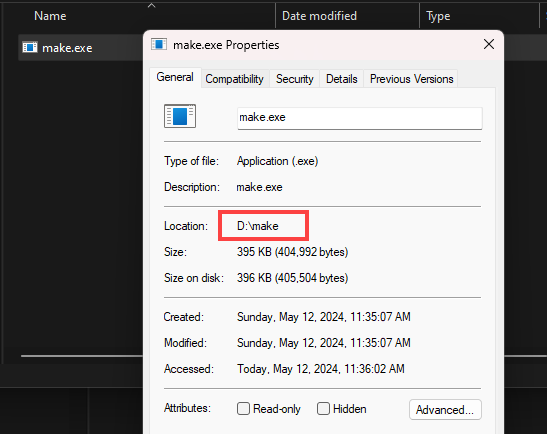 Name Date modified Type
make.exe
make.exe Properties
General Compatibility Security Details Previous Versions
make.exe
Type of file: Application (.exe)
Description: make.exe
Location: D:\make
Size: 395 KB (404,992 bytes)
Size on disk: 396 KB (405,504 bytes)
Created: Sunday, May 12, 2024, 11:35:07 AM
Modified: Sunday, May 12, 2024, 11:35:07 AM
Accessed: Today, May 12, 2024, 11:36:02 AM
Attributes: Read-only Hidden Advanced...